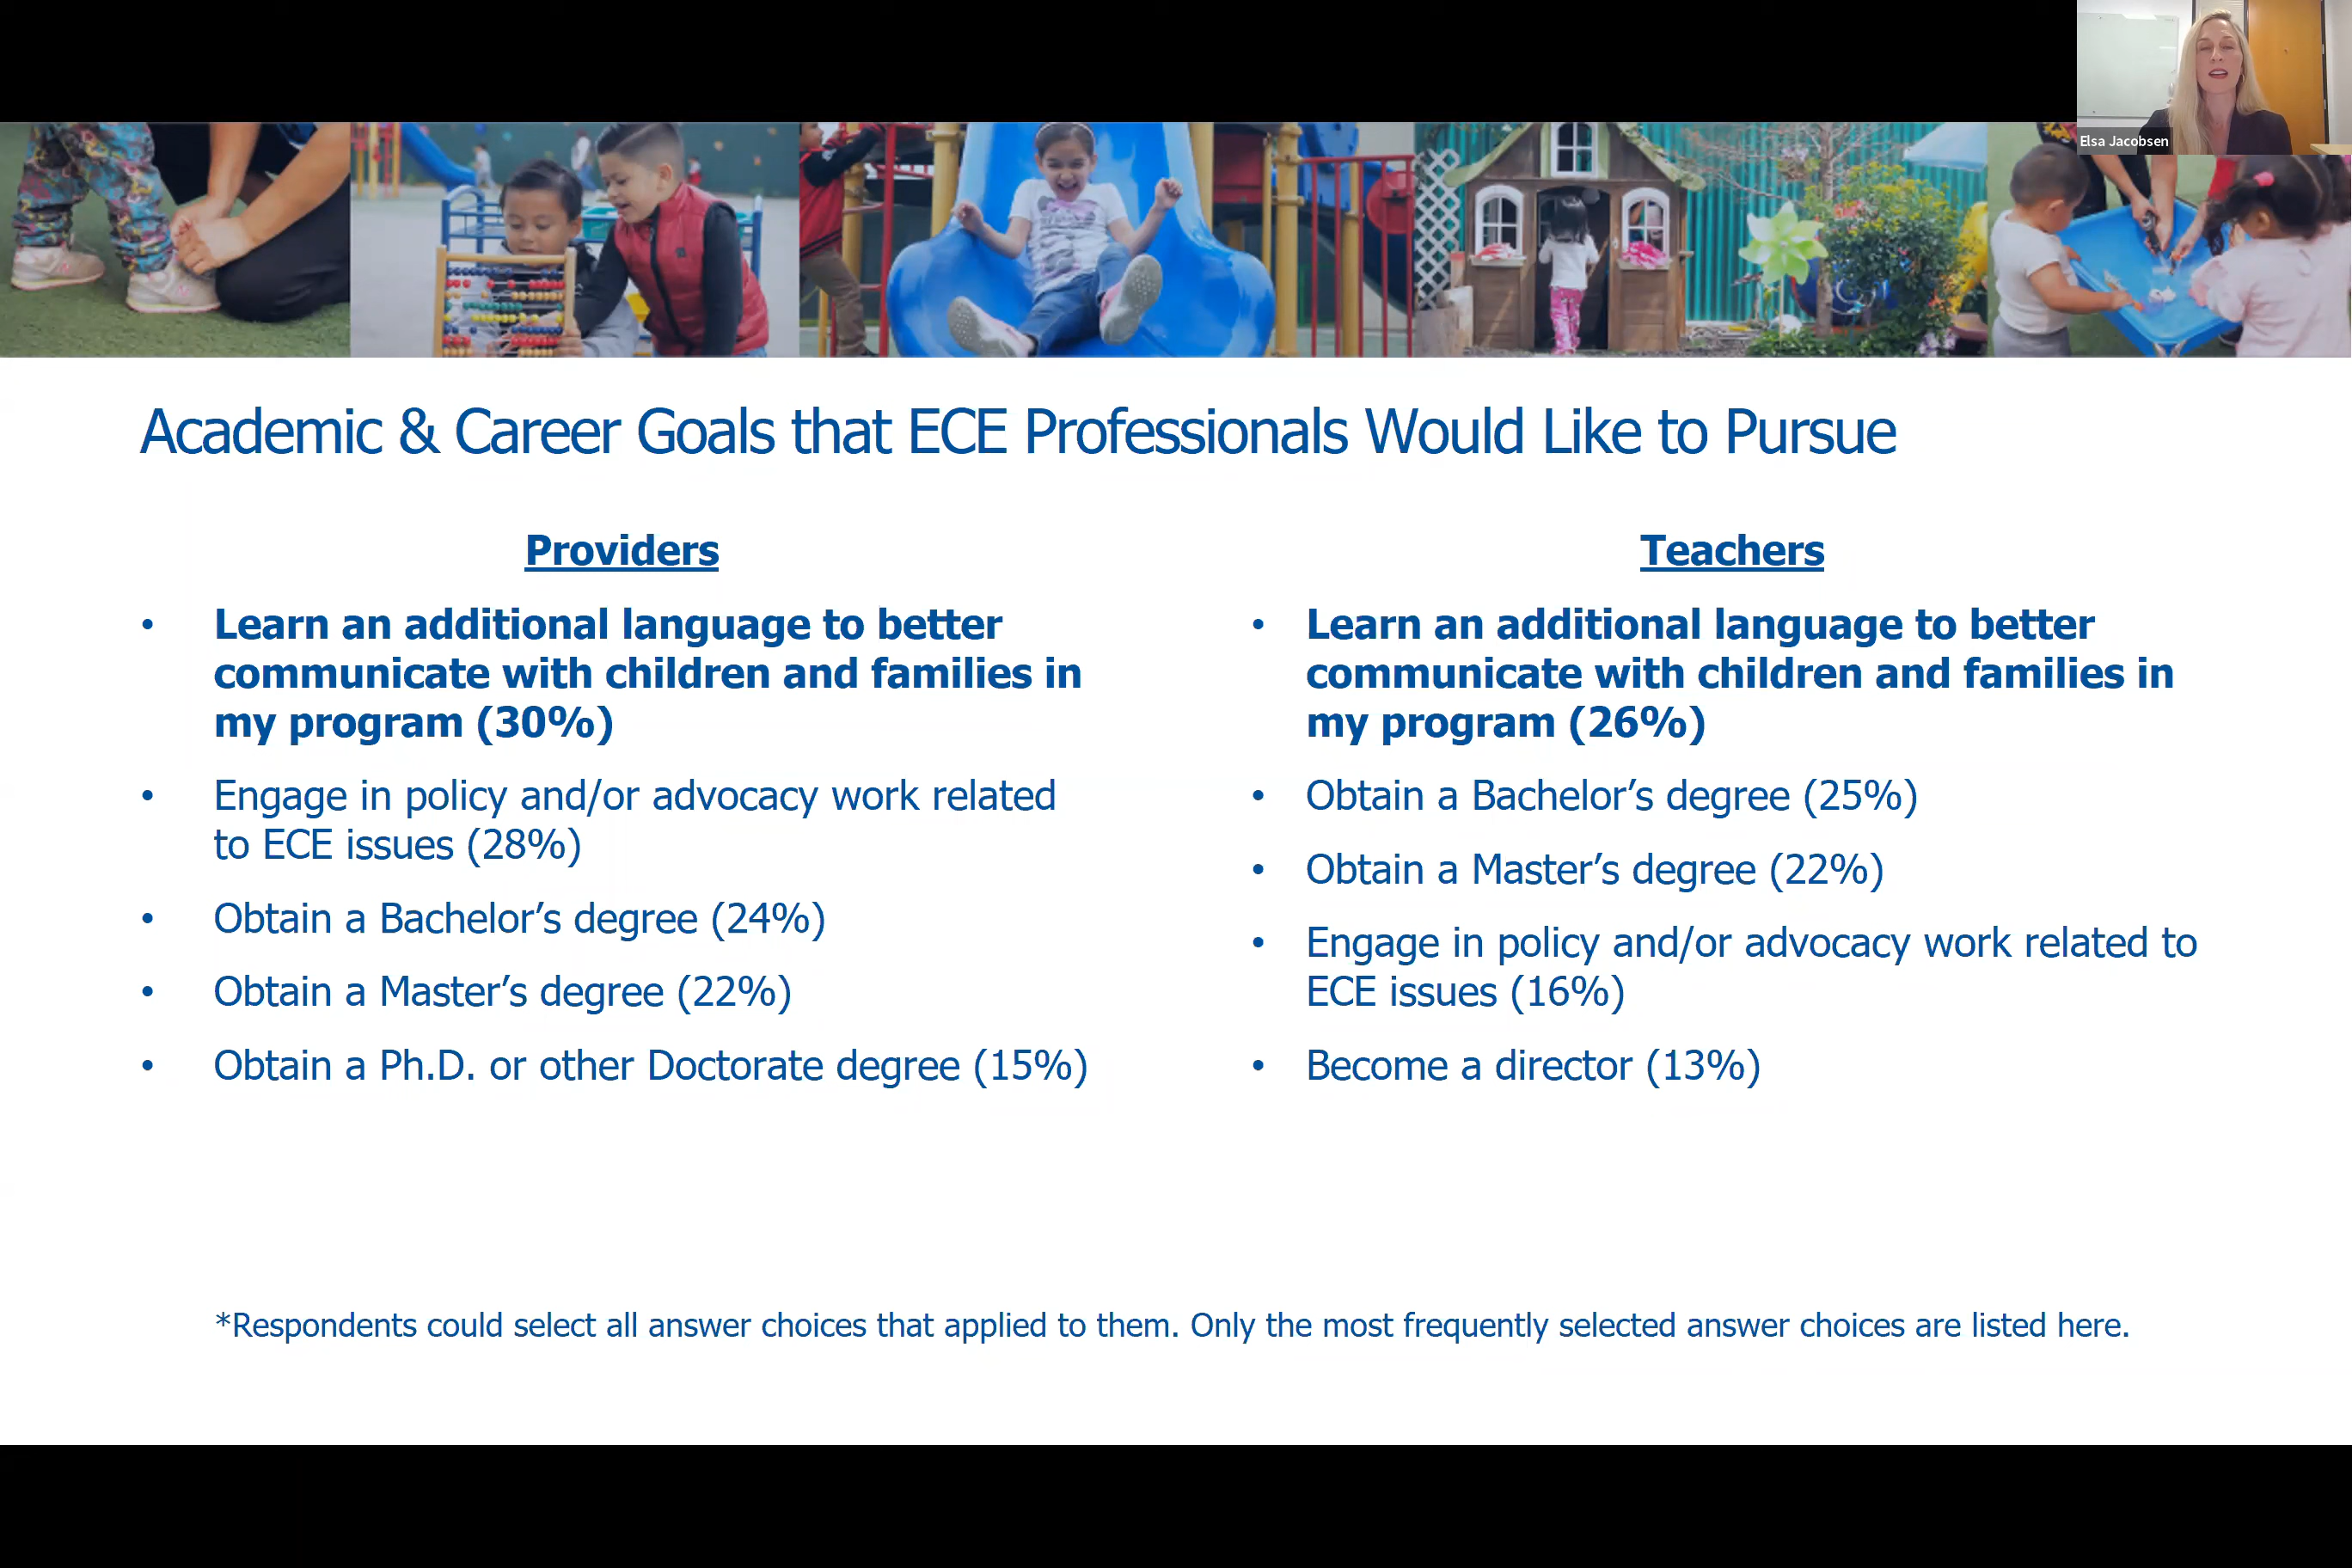 Elsa Jacobsen
Academic & Career Goals that ECE Professionals Would Like to Pursue
Providers
• Learn an additional language to better
communicate with children and families in
my program (30%)
• Engage in policy and/or advocacy work related
to ECE issues (28%)
• Obtain a Bachelor’s degree (24%)
• Obtain a Master’s degree (22%)
• Obtain a Ph.D. or other Doctorate degree (15%)
Teachers
• Learn an additional language to better
communicate with children and families in
my program (26%)
• Obtain a Bachelor’s degree (25%)
• Obtain a Master’s degree (22%)
• Engage in policy and/or advocacy work related to
ECE issues (16%)
• Become a director (13%)
*Respondents could select all answer choices that applied to them. Only the most frequently selected answer choices are listed here.